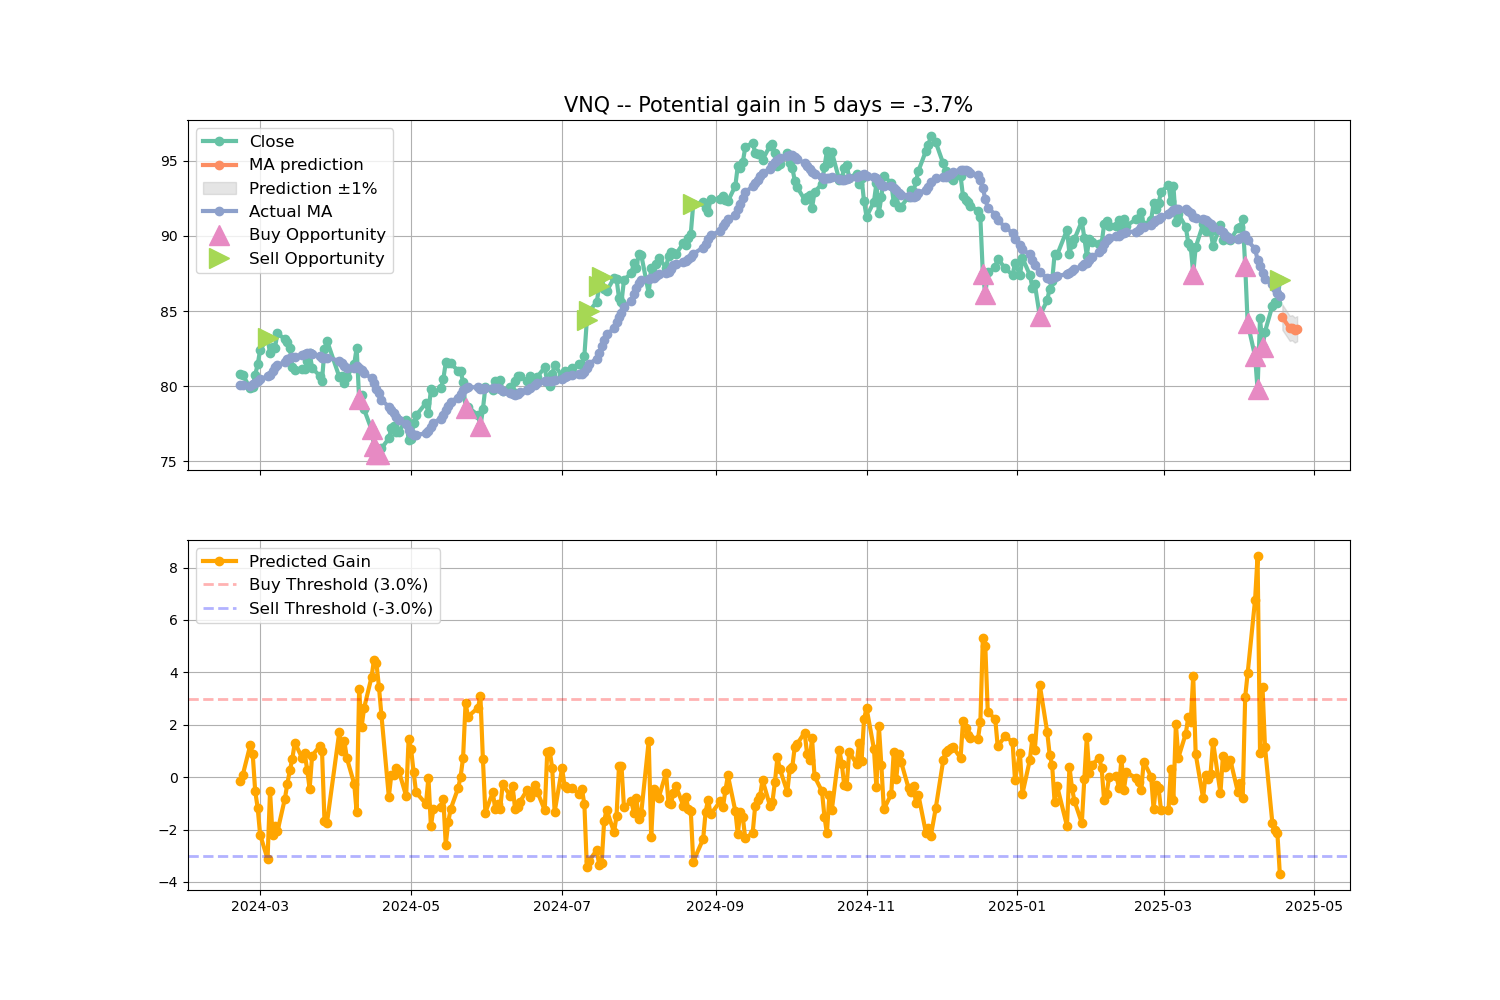 VNQ -- Potential gain in 5 days = -3.7%
Close
MA prediction
Prediction ±1%
Actual MA
Buy Opportunity
Sell Opportunity
95
90
85
80
75
Predicted Gain
Buy Threshold (3.0%)
Sell Threshold (-3.0%)
8
6
4
2
0
−2
−4
2024-03 2024-05 2024-07 2024-09 2024-11 2025-01 2025-03 2025-05